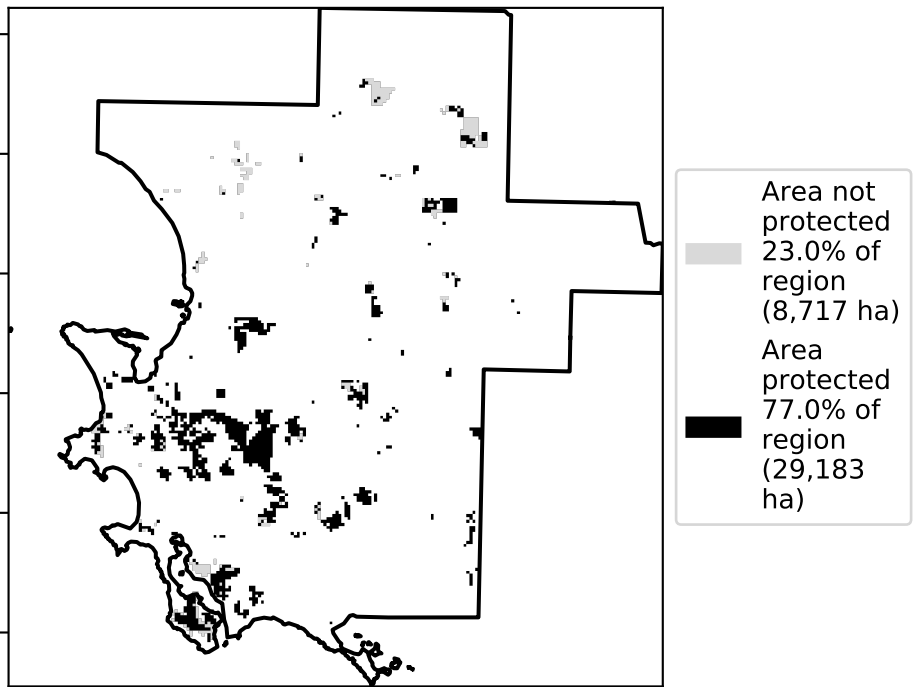 Area not
protected
23.0% of
region
(8,717 ha)
Area
protected
77.0% of
region
(29,183
ha)